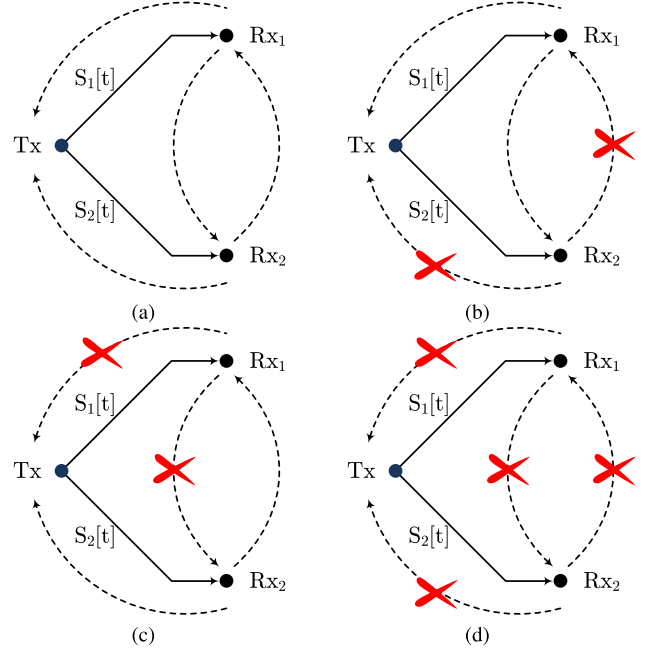 Rx₁
Rx₁
S₁[t]
S₁[t]
Tx
Tx
S₂[t]
S₂[t]
Rx₂
Rx₂
(a)
(b)
Rx₁
Rx₁
S₁[t]
S₁[t]
Tx
Tx
S₂[t]
S₂[t]
Rx₂
Rx₂
(c)
(d)